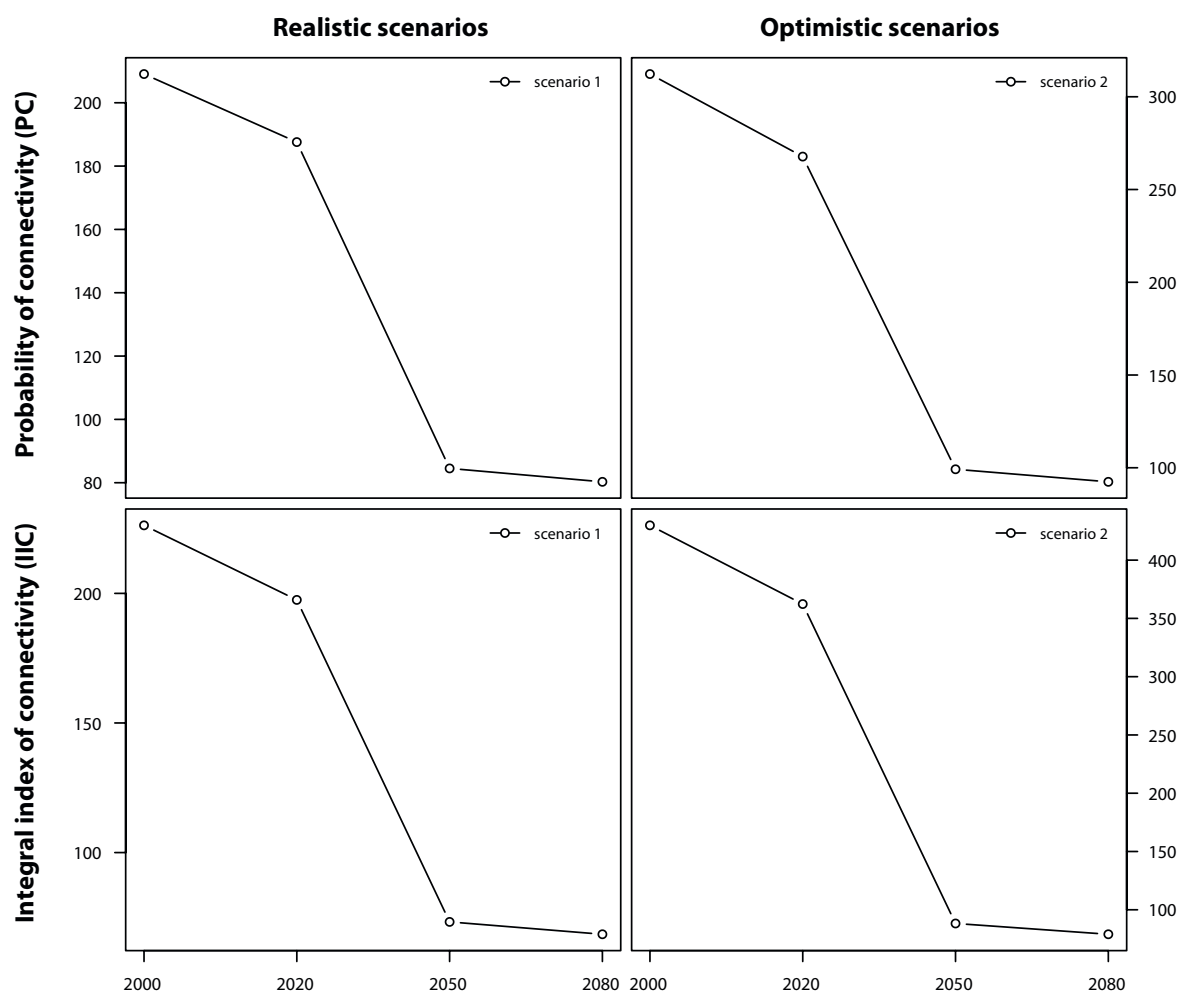 Realistic scenarios
Optimistic scenarios
Probability of connectivity (PC)
scenario 1
200
180
160
140
120
100
80
scenario 2
300
250
200
150
100
Integral index of connectivity (IIC)
scenario 1
200
150
100
scenario 2
400
350
300
250
200
150
100
2000 2020 2050 2080
2000 2020 2050 2080